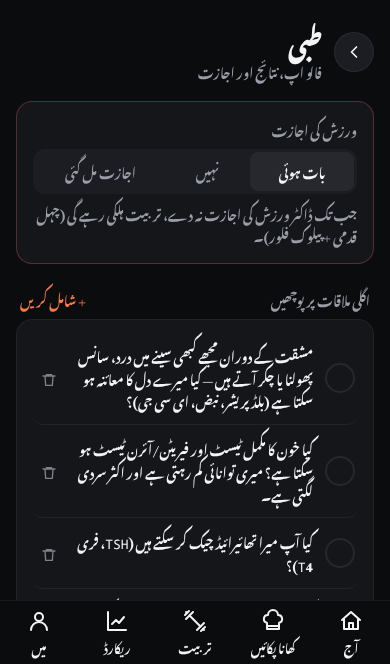 طبی
فالو اپ، نتائج اور اجازت
ورزش کی اجازت
بات ہوئی
نہیں
اجازت مل گئی
جب تک ڈاکٹر ورزش کی اجازت نہ دے، تربیت ہلکی رہے گی (چہل
قدمی + پیلوک فلور)۔
اگلی ملاقات پر پوچھیں
+ شامل کریں
مشقت کے دوران مجھے کبھی سینے میں درد، سانس
پھولنا یا چکر آتے ہیں — کیا میرے دل کا معائنہ ہو
سکتا ہے (بلڈ پریشر، نبض، ای سی جی)؟
کیا خون کا مکمل ٹیسٹ اور فیریٹن/آئرن ٹیسٹ ہو
سکتا ہے؟ میری توانائی کم رہتی ہے اور اکثر سردی
لگتی ہے۔
کیا آپ میرا تھائیرائیڈ چیک کر سکتے ہیں (TSH، فری
T4)؟
آج
کھانا پکائیں
تربیت
ریکارڈ
میں